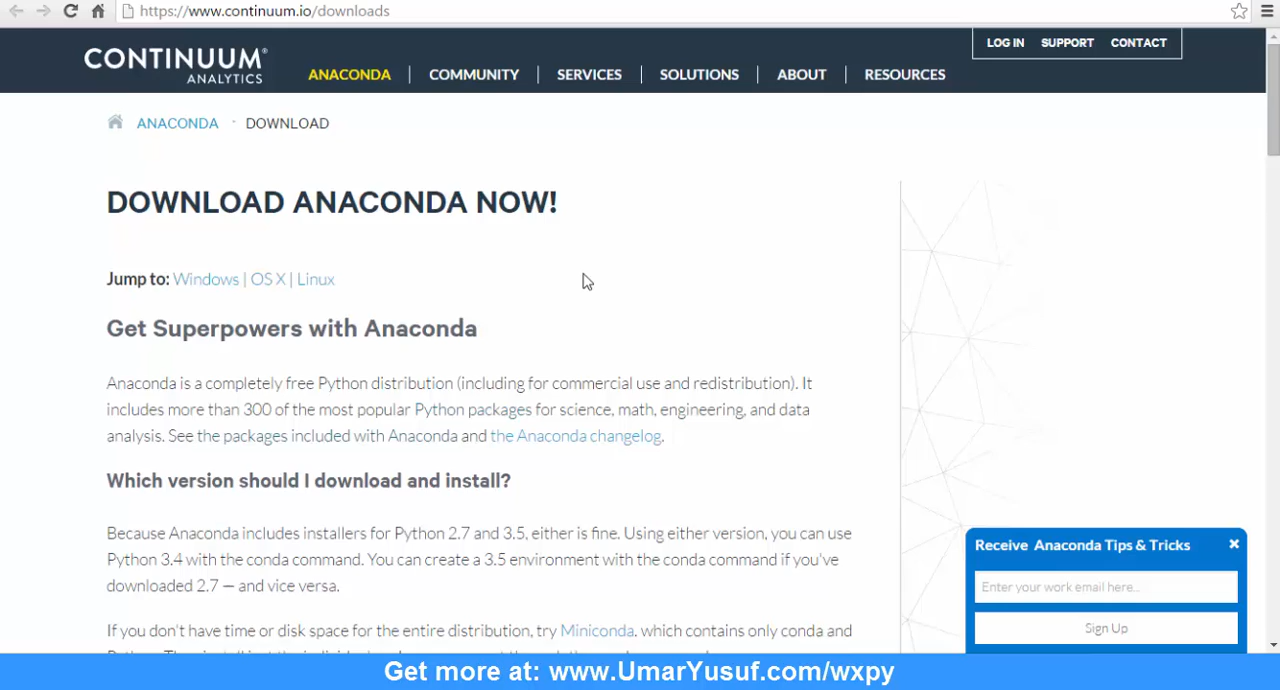 https://www.continuum.io/downloads
LOG IN SUPPORT CONTACT
CONTINUUM®
ANALYTICS
ANACONDA | COMMUNITY | SERVICES | SOLUTIONS | ABOUT | RESOURCES
ANACONDA · DOWNLOAD
DOWNLOAD ANACONDA NOW!
Jump to: Windows | OS X | Linux
Get Superpowers with Anaconda
Anaconda is a completely free Python distribution (including for commercial use and redistribution). It
includes more than 300 of the most popular Python packages for science, math, engineering, and data
analysis. See the packages included with Anaconda and the Anaconda changelog.
Which version should I download and install?
Because Anaconda includes installers for Python 2.7 and 3.5, either is fine. Using either version, you can use
Python 3.4 with the conda command. You can create a 3.5 environment with the conda command if you've
downloaded 2.7 — and vice versa.
If you don't have time or disk space for the entire distribution, try Miniconda, which contains only conda and
Receive Anaconda Tips & Tricks
Enter your work email here...
Sign Up
Get more at: www.UmarYusuf.com/wxpy